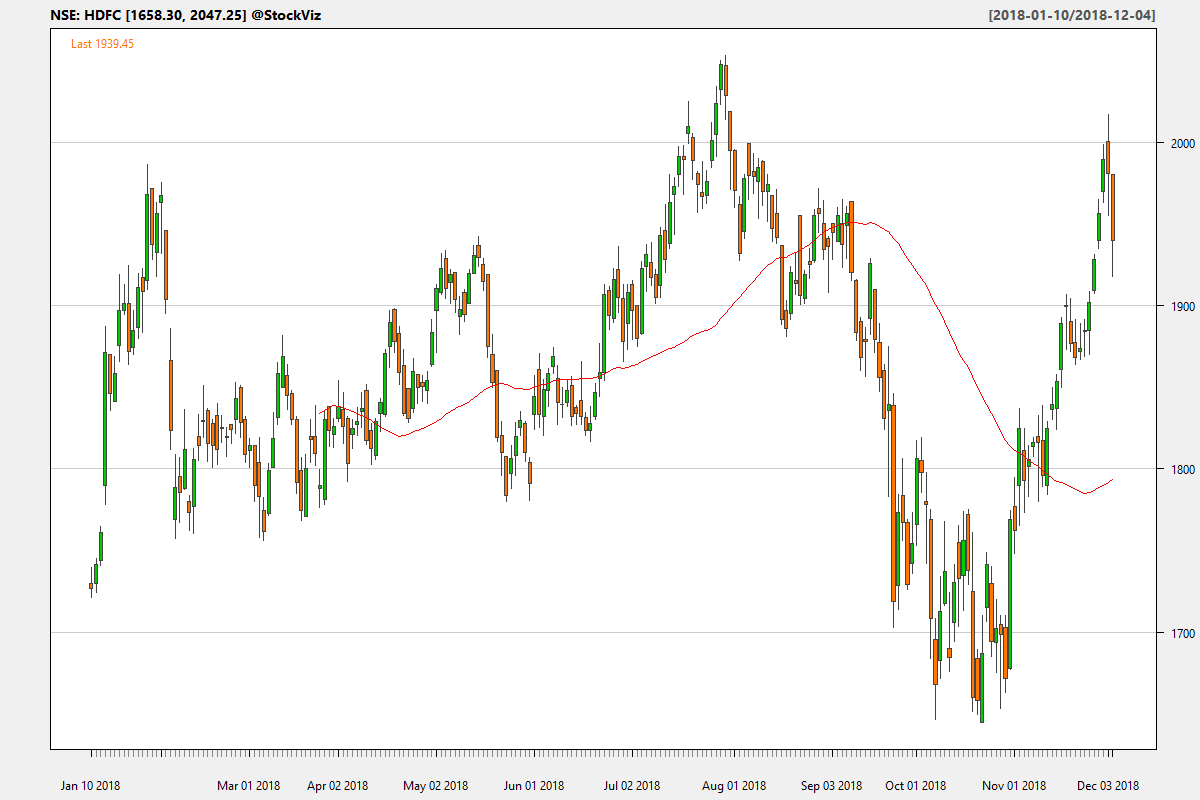 NSE: HDFC [1658.30, 2047.25] @StockViz
[2018-01-10/2018-12-04]
Last 1939.45
2000
1900
1800
1700
Jan 10 2018
Mar 01 2018
Apr 02 2018
May 02 2018
Jun 01 2018
Jul 02 2018
Aug 01 2018
Sep 03 2018
Oct 01 2018
Nov 01 2018
Dec 03 2018